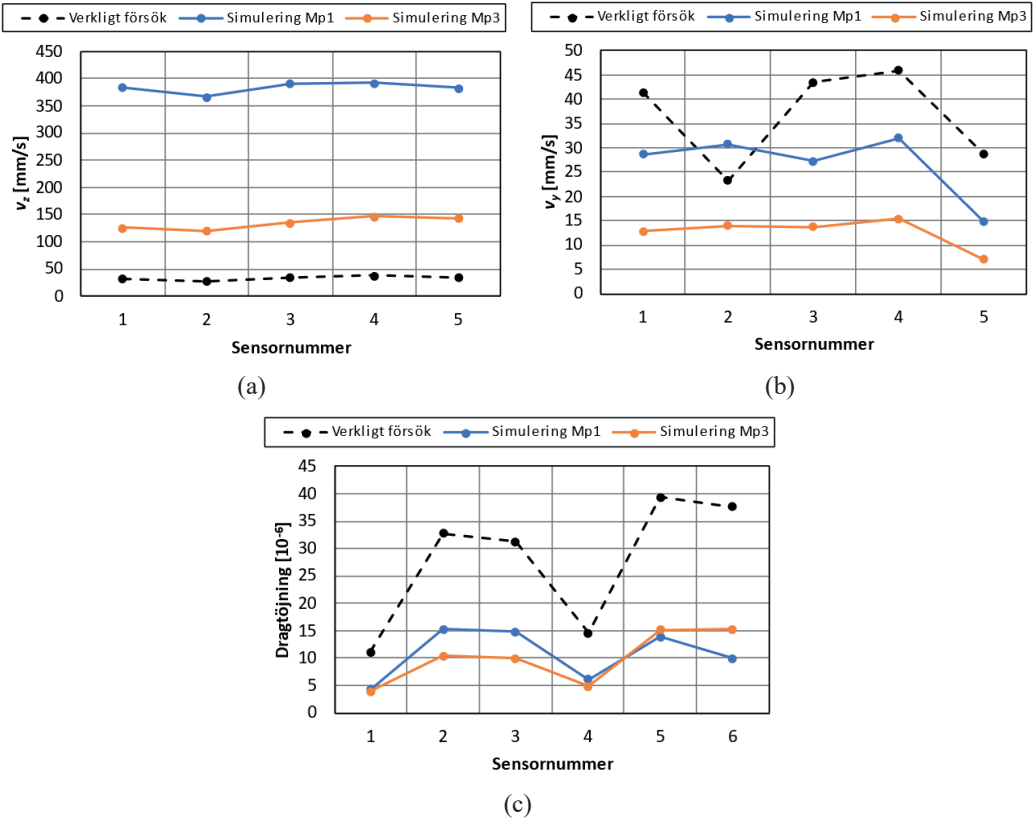 Verkligt försök Simulering Mp1 Simulering Mp3
450
400
350
300
250
200
150
100
50
0
v_z [mm/s]
1 2 3 4 5
Sensornummer
(a)
Verkligt försök Simulering Mp1 Simulering Mp3
50
45
40
35
30
25
20
15
10
5
0
v_y [mm/s]
1 2 3 4 5
Sensornummer
(b)
Verkligt försök Simulering Mp1 Simulering Mp3
45
40
35
30
25
20
15
10
5
0
Dragtöjning [10⁻⁶]
1 2 3 4 5 6
Sensornummer
(c)